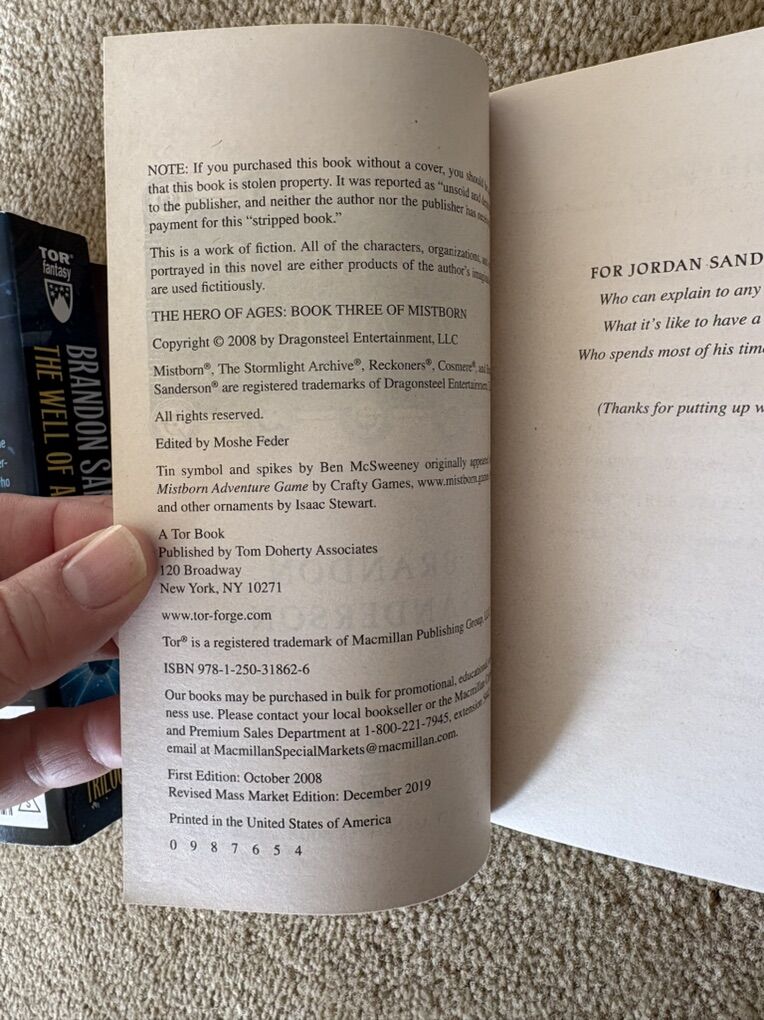 NOTE: If you purchased this book without a cover, you should
that this book is stolen property. It was reported as “unsold and
to the publisher, and neither the author nor the publisher has
payment for this “stripped book.”
This is a work of fiction. All of the characters, organizations,
portrayed in this novel are either products of the author’s
are used fictitiously.
THE HERO OF AGES: BOOK THREE OF MISTBORN
Copyright © 2008 by Dragonsteel Entertainment, LLC
Mistborn®, The Stormlight Archive®, Reckoners®, Cosmere®, and
Sanderson® are registered trademarks of Dragonsteel
All rights reserved.
Edited by Moshe Feder
Tin symbol and spikes by Ben McSweeney originally appeared
Mistborn Adventure Game by Crafty Games, www.mistborn.game
and other ornaments by Isaac Stewart.
A Tor Book
Published by Tom Doherty Associates
120 Broadway
New York, NY 10271
www.tor-forge.com
Tor® is a registered trademark of Macmillan Publishing Group,
ISBN 978-1-250-31862-6
Our books may be purchased in bulk for promotional, educational,
ness use. Please contact your local bookseller or the Macmillan
and Premium Sales Department at 1-800-221-7945, extension
email at MacmillanSpecialMarkets@macmillan.com.
First Edition: October 2008
Revised Mass Market Edition: December 2019
Printed in the United States of America
0 9 8 7 6 5 4
FOR JORDAN SAND
Who can explain to any
What it’s like to have a
Who spends most of his time
(Thanks for putting up w
TOR
fantasy
BRANDON SA
THE WELL OF A